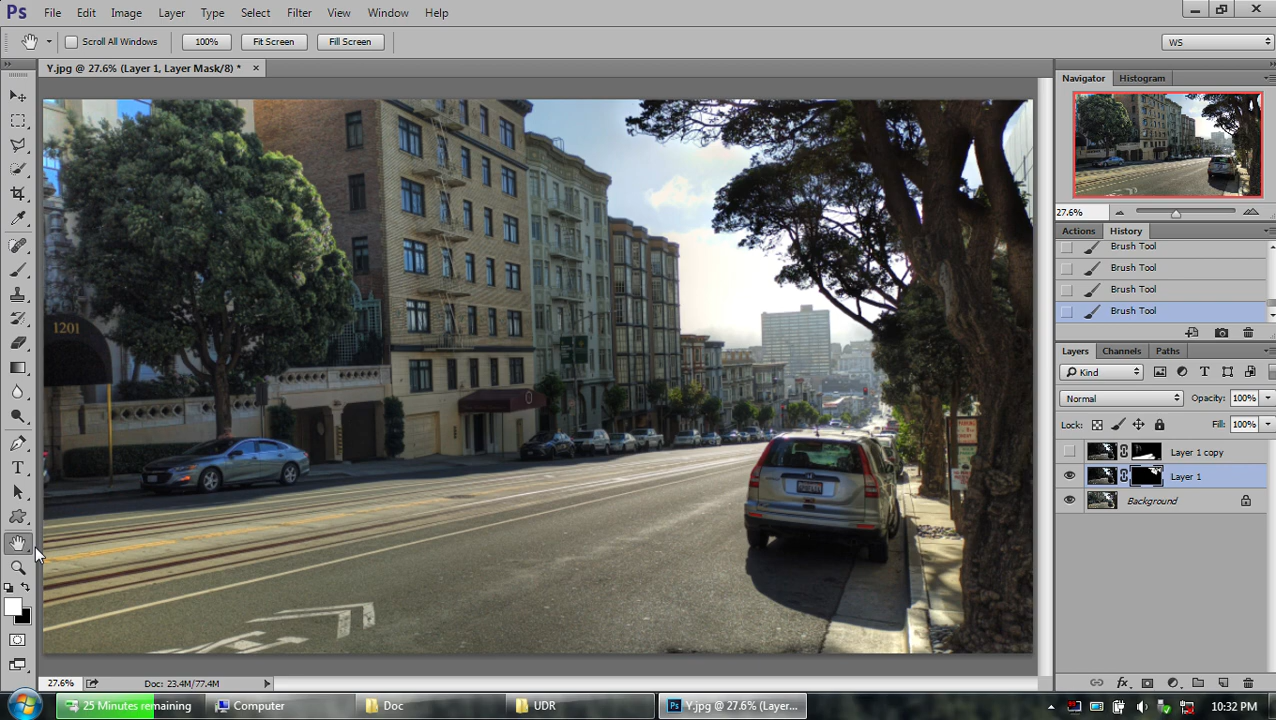 Ps File Edit Image Layer Type Select Filter View Window Help
Scroll All Windows 100% Fit Screen Fill Screen WS
Y.jpg @ 27.6% (Layer 1, Layer Mask/8) *
Navigator Histogram
27.6%
Actions History
Brush Tool
Brush Tool
Brush Tool
Brush Tool
Layers Channels Paths
Kind
Normal Opacity: 100%
Lock: Fill: 100%
Layer 1 copy
Layer 1
Background
1201
27.6% Doc: 23.4M/77.4M
25 Minutes remaining Computer Doc UDR Ps Y.jpg @ 27.6% (Layer... 10:32 PM